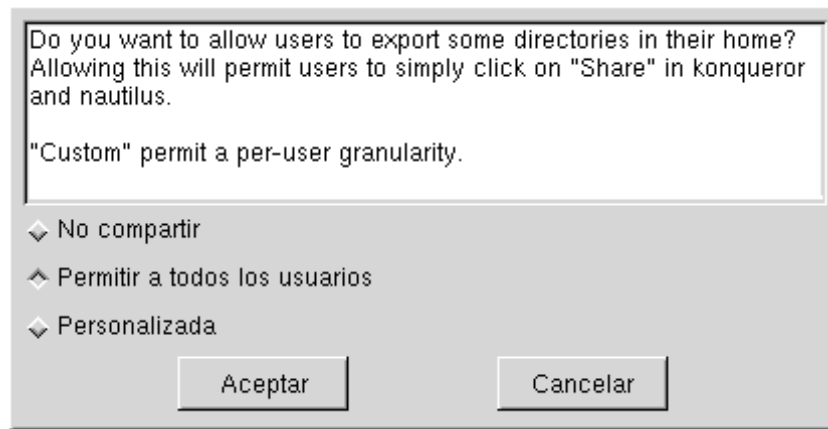 Do you want to allow users to export some directories in their home?
Allowing this will permit users to simply click on "Share" in konqueror
and nautilus.
"Custom" permit a per-user granularity.
No compartir
Permitir a todos los usuarios
Personalizada
Aceptar
Cancelar